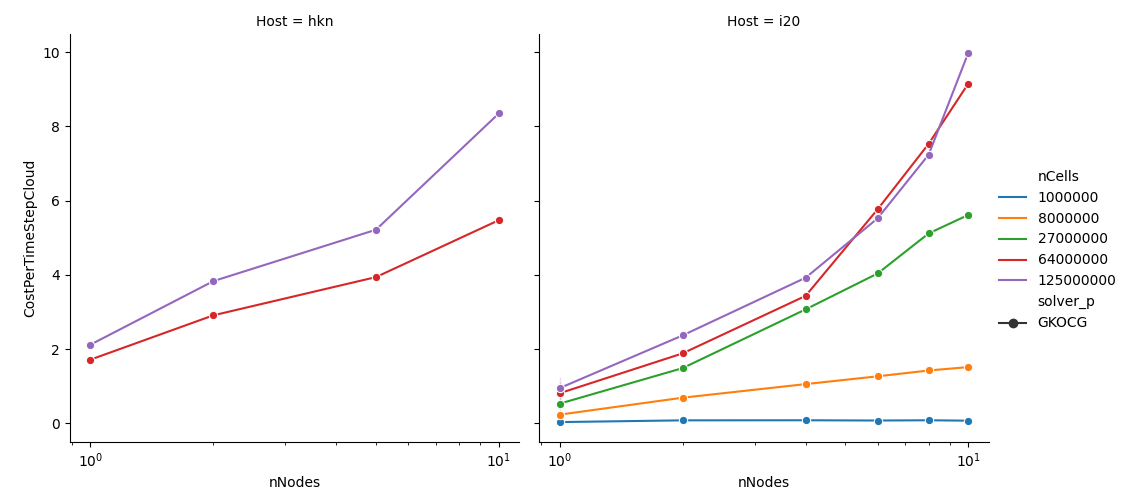 Host = hkn
Host = i20
CostPerTimeStepCloud
10
8
6
4
2
0
10⁰
10¹
nNodes
10⁰
10¹
nNodes
nCells
1000000
8000000
27000000
64000000
125000000
solver_p
GKOCG